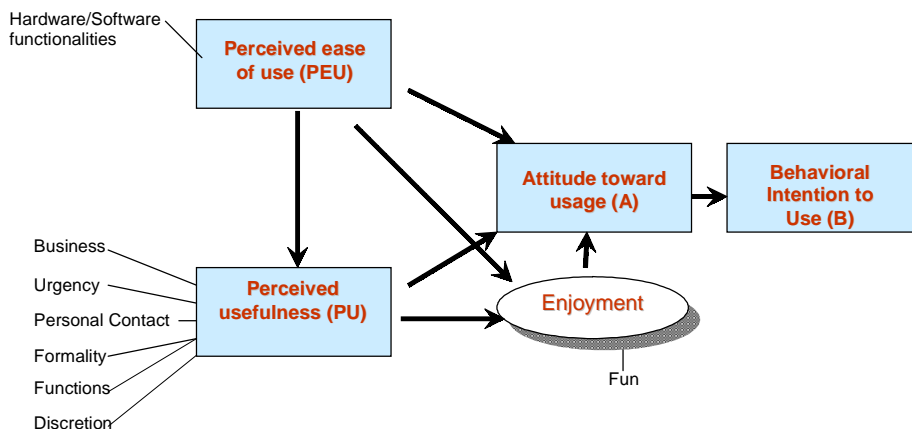 Hardware/Software
functionalities
Perceived ease
of use (PEU)
Attitude toward
usage (A)
Behavioral
Intention to
Use (B)
Business
Urgency
Personal Contact
Formality
Functions
Discretion
Perceived
usefulness (PU)
Enjoyment
Fun